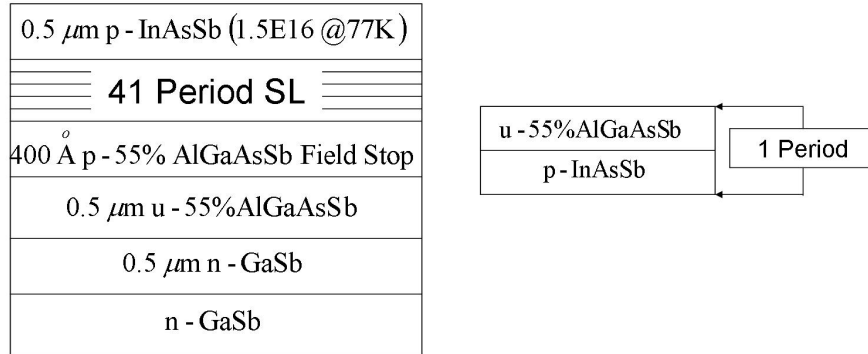 0.5 μm p - InAsSb (1.5E16 @77K)
41 Period SL
400 Å p - 55% AlGaAsSb Field Stop
0.5 μm u - 55%AlGaAsSb
0.5 μm n - GaSb
n - GaSb
u - 55%AlGaAsSb
p - InAsSb
1 Period